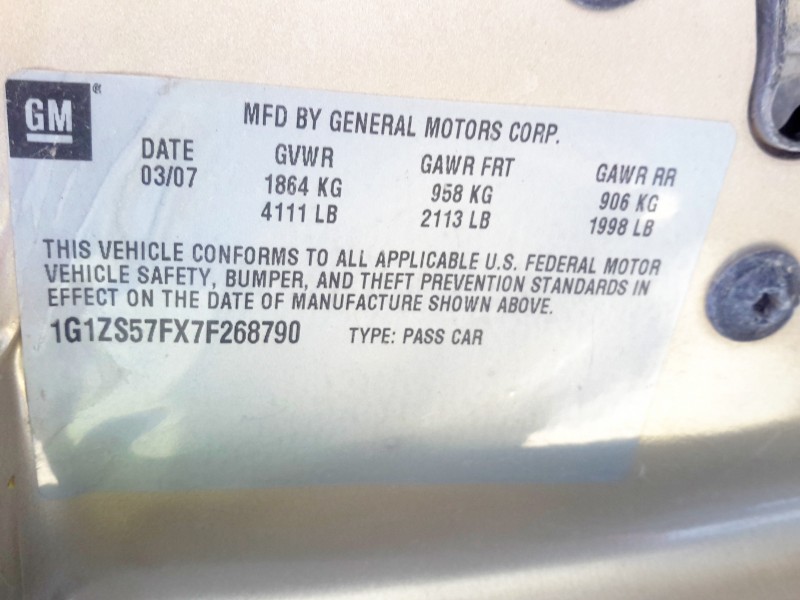 GM ®
MFD BY GENERAL MOTORS CORP.
DATE GVWR GAWR FRT GAWR RR
03/07 1864 KG 958 KG 906 KG
4111 LB 2113 LB 1998 LB
THIS VEHICLE CONFORMS TO ALL APPLICABLE U.S. FEDERAL MOTOR
VEHICLE SAFETY, BUMPER, AND THEFT PREVENTION STANDARDS IN
EFFECT ON THE DATE OF MANUFACTURE SHOWN ABOVE.
1G1ZS57FX7F268790 TYPE: PASS CAR